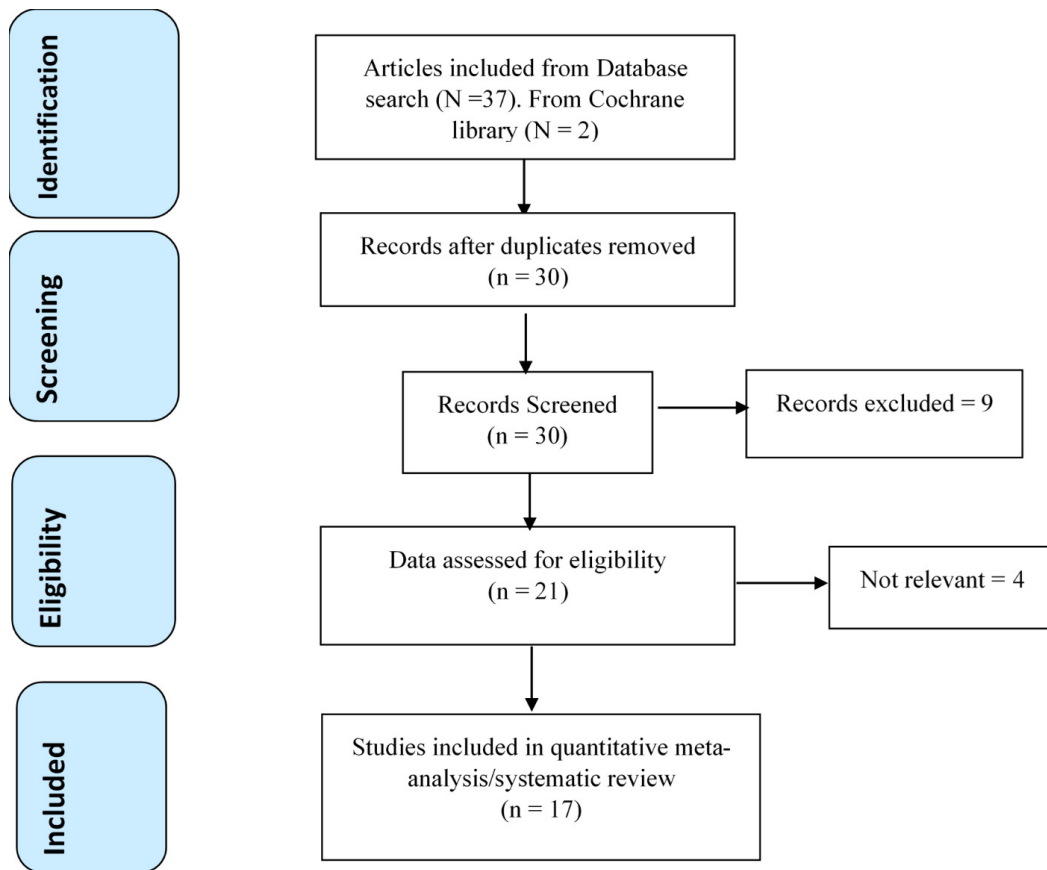 Identification
Articles included from Database
search (N =37). From Cochrane
library (N = 2)
Records after duplicates removed
(n = 30)
Screening
Records Screened
(n = 30)
Records excluded = 9
Eligibility
Data assessed for eligibility
(n = 21)
Not relevant = 4
Included
Studies included in quantitative meta-
analysis/systematic review
(n = 17)